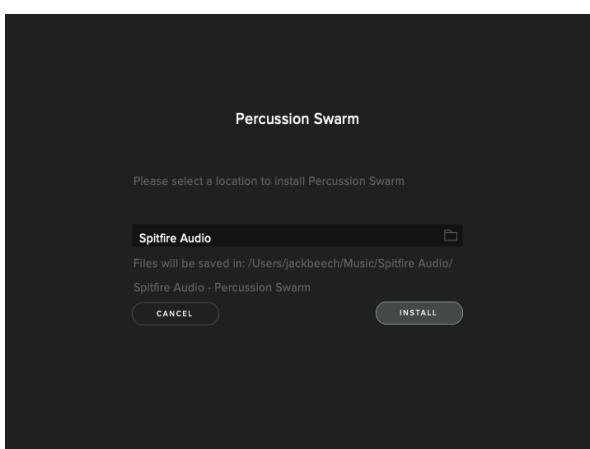 Percussion Swarm
Please select a location to install Percussion Swarm
Spitfire Audio
Files will be saved in: /Users/jackbeech/Music/Spitfire Audio/
Spitfire Audio - Percussion Swarm
CANCEL INSTALL